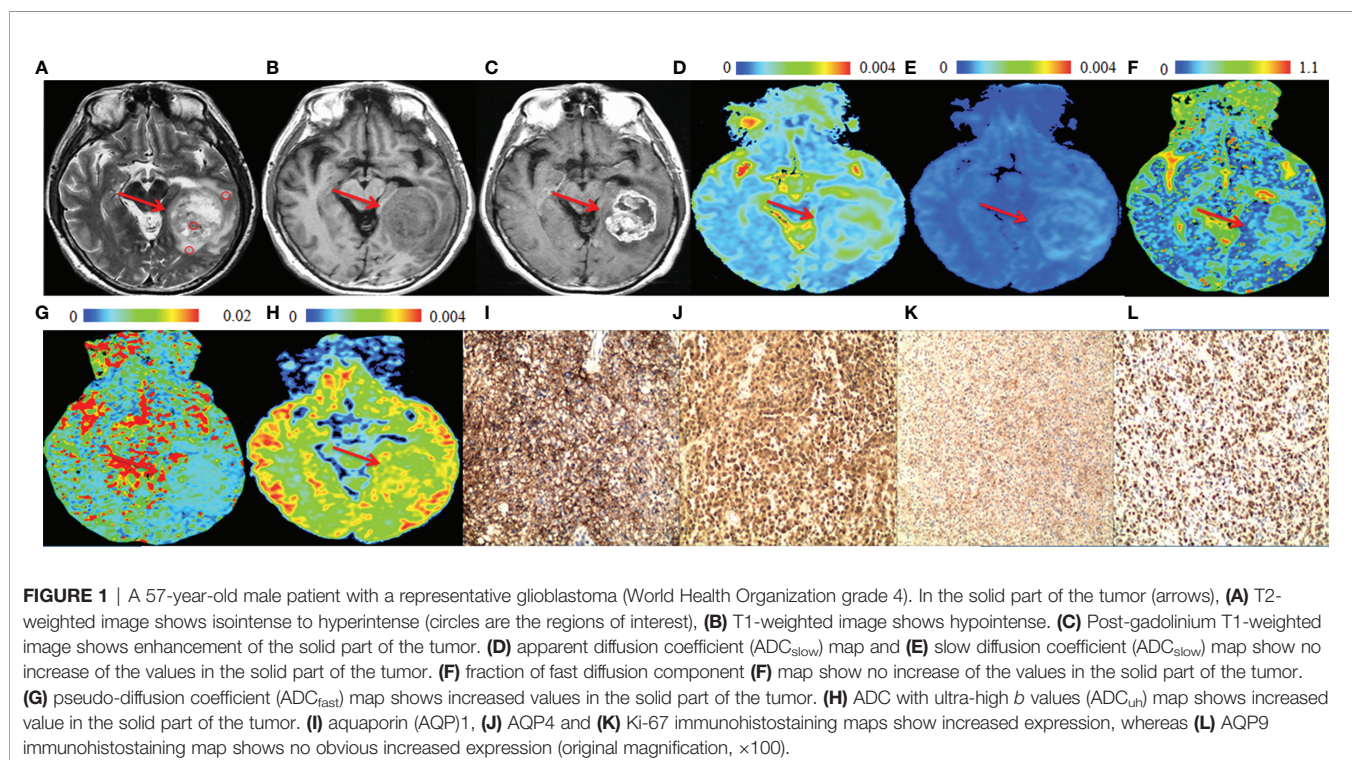 A B C D 0 0.004 E 0 0.004 F 0 1.1
G 0 0.02 H 0 0.004 I J K L
FIGURE 1 | A 57-year-old male patient with a representative glioblastoma (World Health Organization grade 4). In the solid part of the tumor (arrows), (A) T2-
weighted image shows isointense to hyperintense (circles are the regions of interest), (B) T1-weighted image shows hypointense. (C) Post-gadolinium T1-weighted
image shows enhancement of the solid part of the tumor. (D) apparent diffusion coefficient (ADCslow) map and (E) slow diffusion coefficient (ADCslow) map show no
increase of the values in the solid part of the tumor. (F) fraction of fast diffusion component (F) map show no increase of the values in the solid part of the tumor.
(G) pseudo-diffusion coefficient (ADCfast) map shows increased values in the solid part of the tumor. (H) ADC with ultra-high b values (ADCuh) map shows increased
value in the solid part of the tumor. (I) aquaporin (AQP)1, (J) AQP4 and (K) Ki-67 immunohistostaining maps show increased expression, whereas (L) AQP9
immunohistostaining map shows no obvious increased expression (original magnification, ×100).